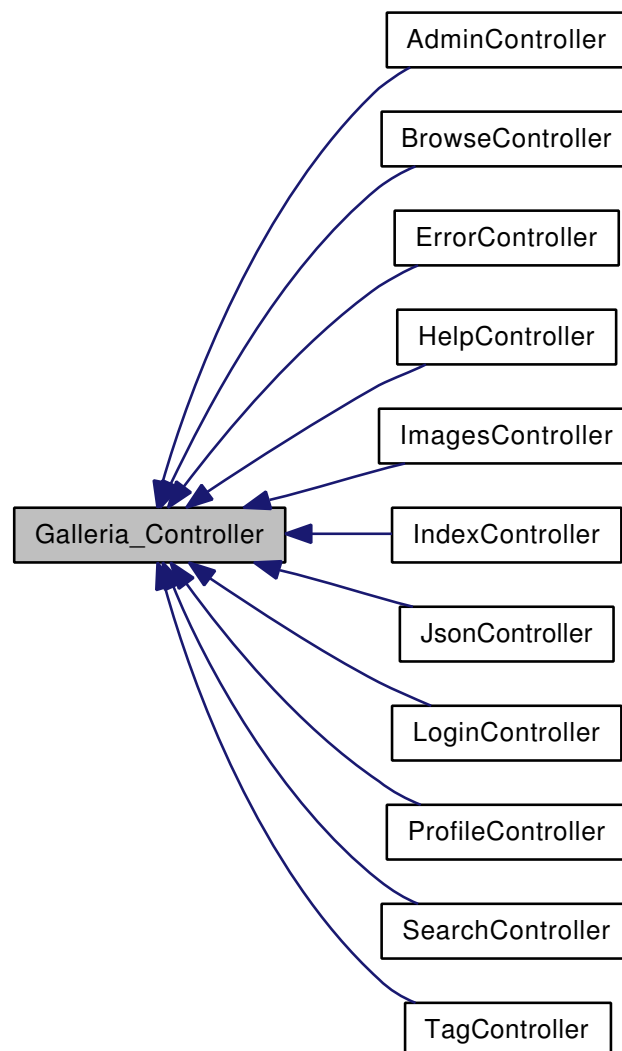 AdminController
BrowseController
ErrorController
HelpController
ImagesController
Galleria_Controller
IndexController
JsonController
LoginController
ProfileController
SearchController
TagController